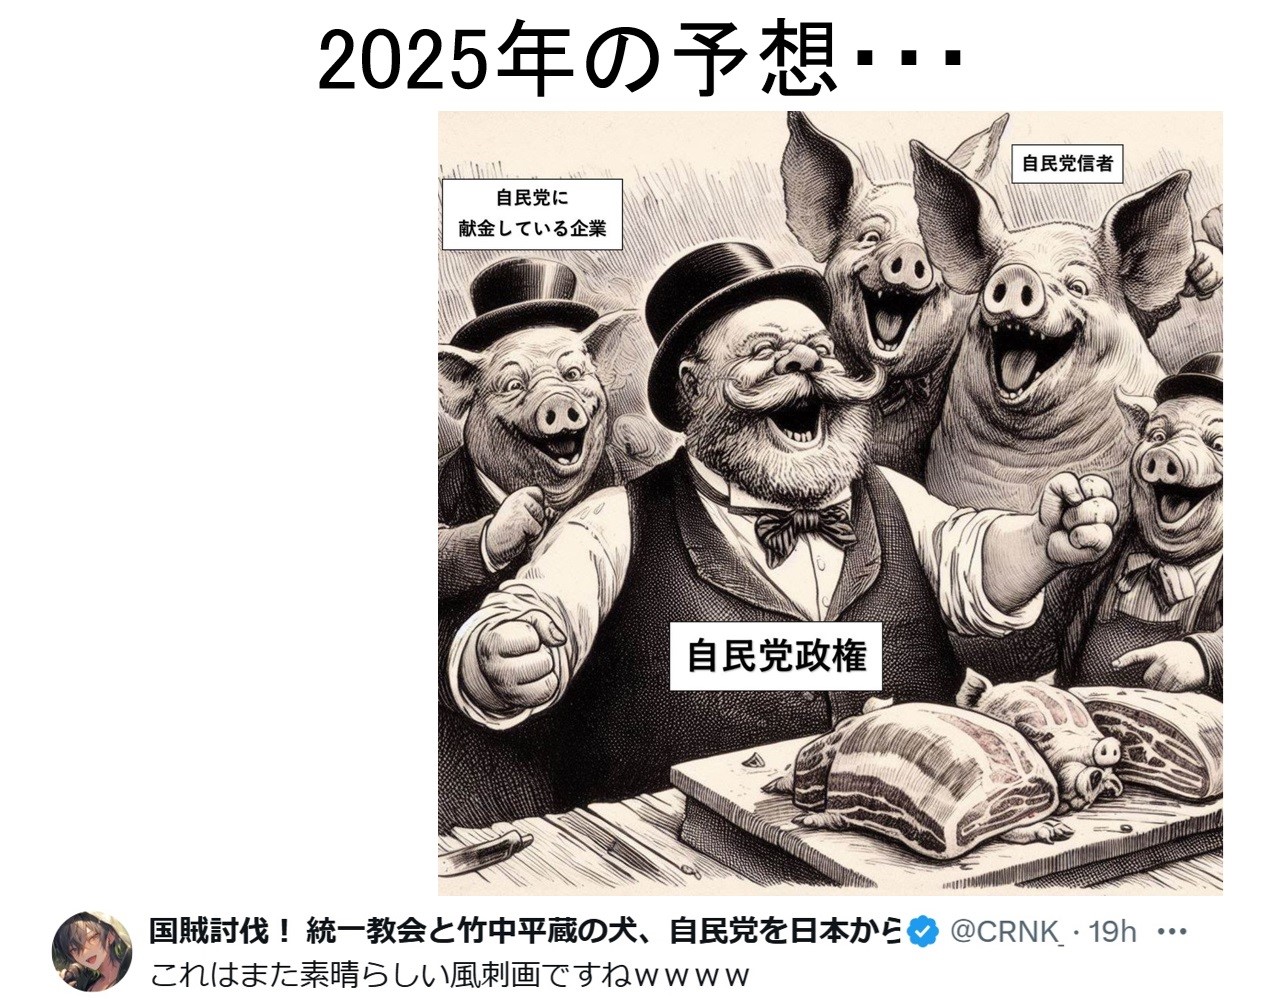 2025年の予想･･･
自民党信者
自民党に
献金している企業
自民党政権
国賊討伐！ 統一教会と竹中平蔵の犬、自民党を日本から @CRNK_ · 19h ···
これはまた素晴らしい風刺画ですねｗｗｗｗ